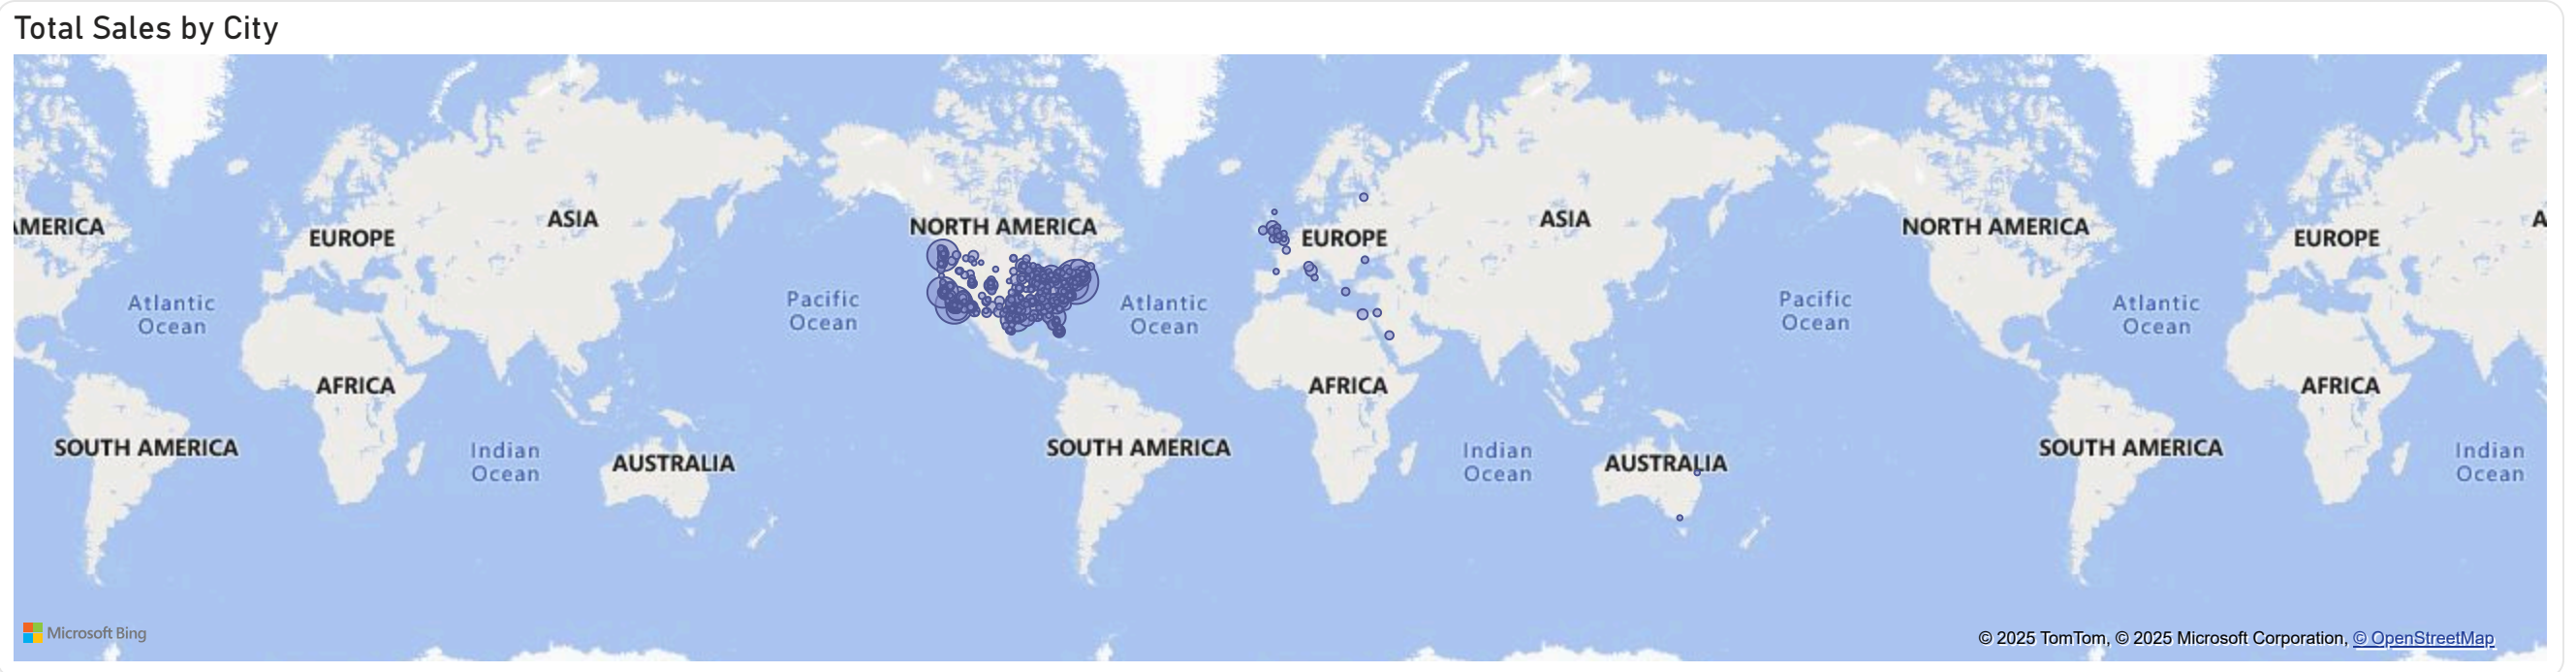 Total Sales by City
AMERICA
EUROPE
ASIA
NORTH AMERICA
EUROPE
ASIA
NORTH AMERICA
EUROPE
A
Atlantic
Ocean
Pacific
Ocean
Atlantic
Ocean
Pacific
Ocean
Atlantic
Ocean
AFRICA
AFRICA
AFRICA
SOUTH AMERICA
Indian
Ocean
AUSTRALIA
SOUTH AMERICA
Indian
Ocean
AUSTRALIA
SOUTH AMERICA
Indian
Ocean
Microsoft Bing
© 2025 TomTom, © 2025 Microsoft Corporation, © OpenStreetMap